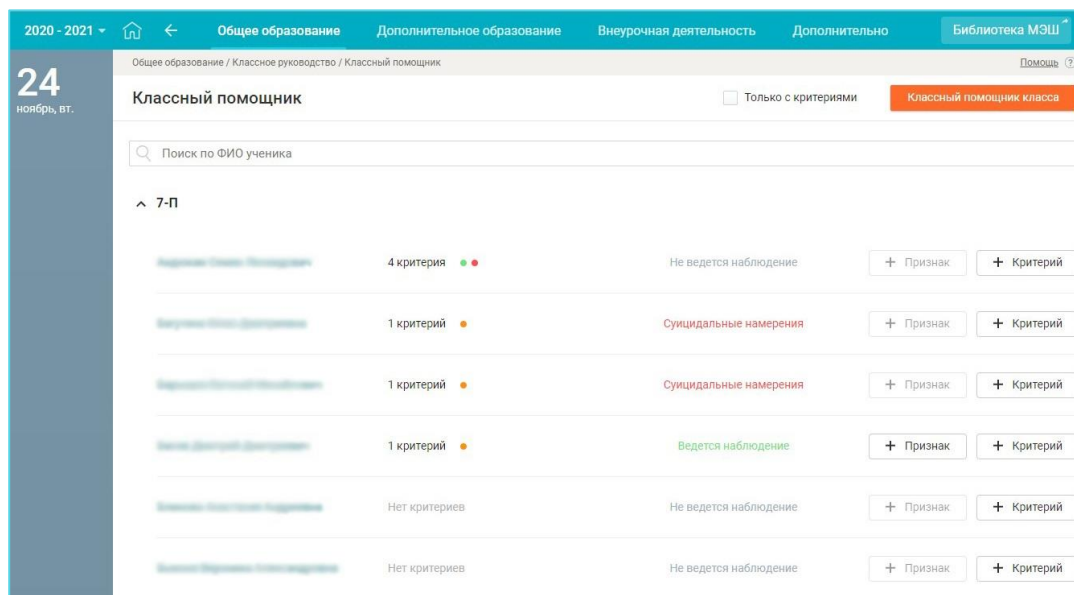 2020 - 2021 Общее образование Дополнительное образование Внеурочная деятельность Дополнительно Библиотека МЭШ
24
ноябрь, вт.
Общее образование / Классное руководство / Классный помощник Помощь ?
Классный помощник Только с критериями Классный помощник класса
Поиск по ФИО ученика
7-П
4 критерия Не ведется наблюдение + Признак + Критерий
1 критерий Суицидальные намерения + Признак + Критерий
1 критерий Суицидальные намерения + Признак + Критерий
1 критерий Ведется наблюдение + Признак + Критерий
Нет критериев Не ведется наблюдение + Признак + Критерий
Нет критериев Не ведется наблюдение + Признак + Критерий